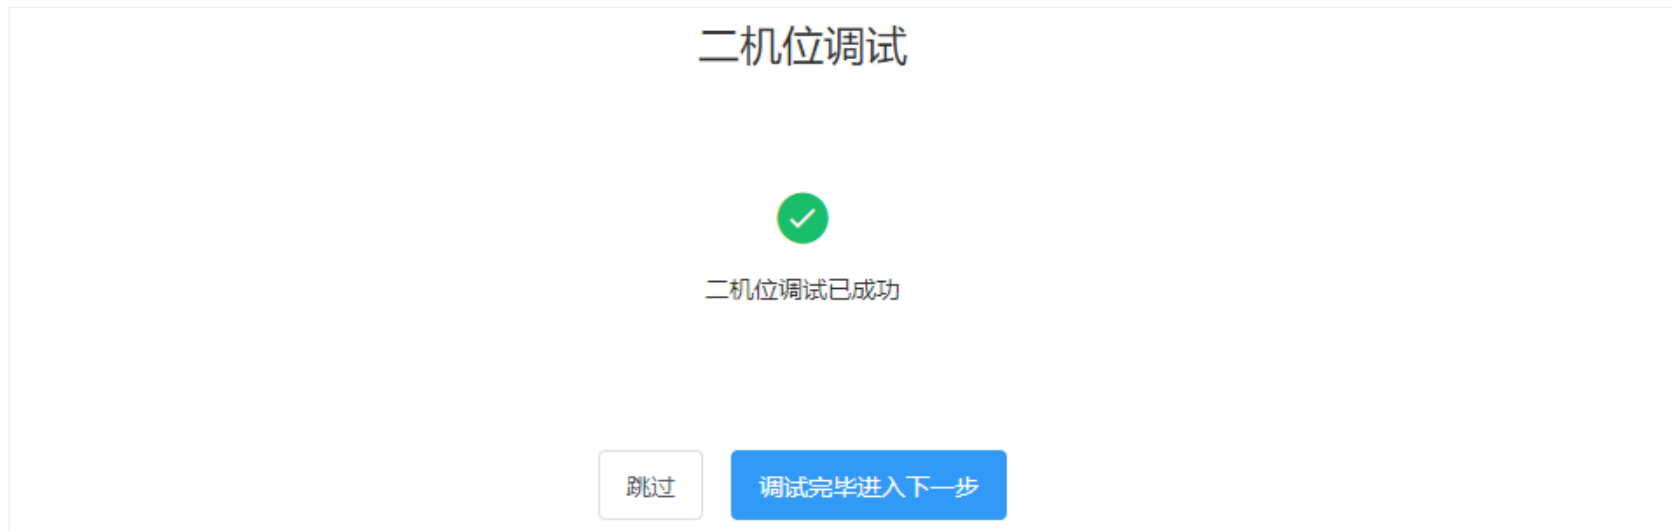 二机位调试
二机位调试已成功
跳过
调试完毕进入下一步